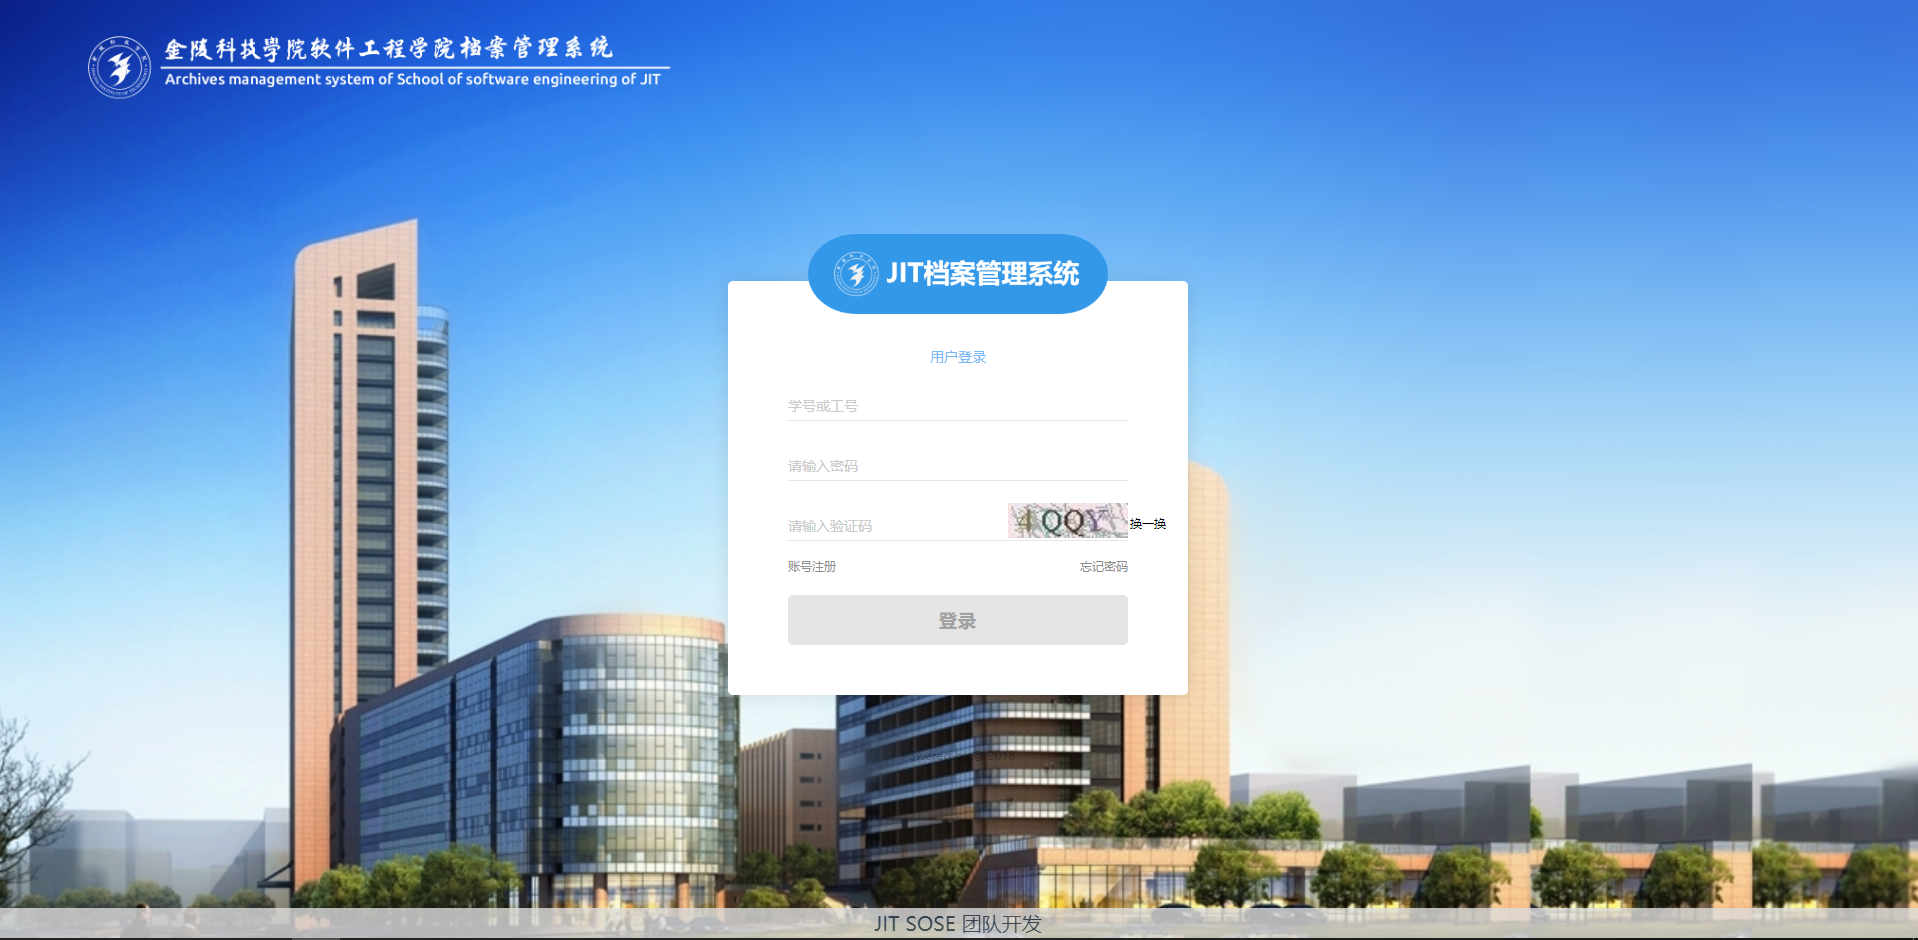 金陵科技學院软件工程学院档案管理系统
Archives management system of School of software engineering of JIT
JIT档案管理系统
用户登录
学号或工号
请输入密码
请输入验证码
4QQY
换一换
账号注册
忘记密码
登录
JIT SOSE 团队开发